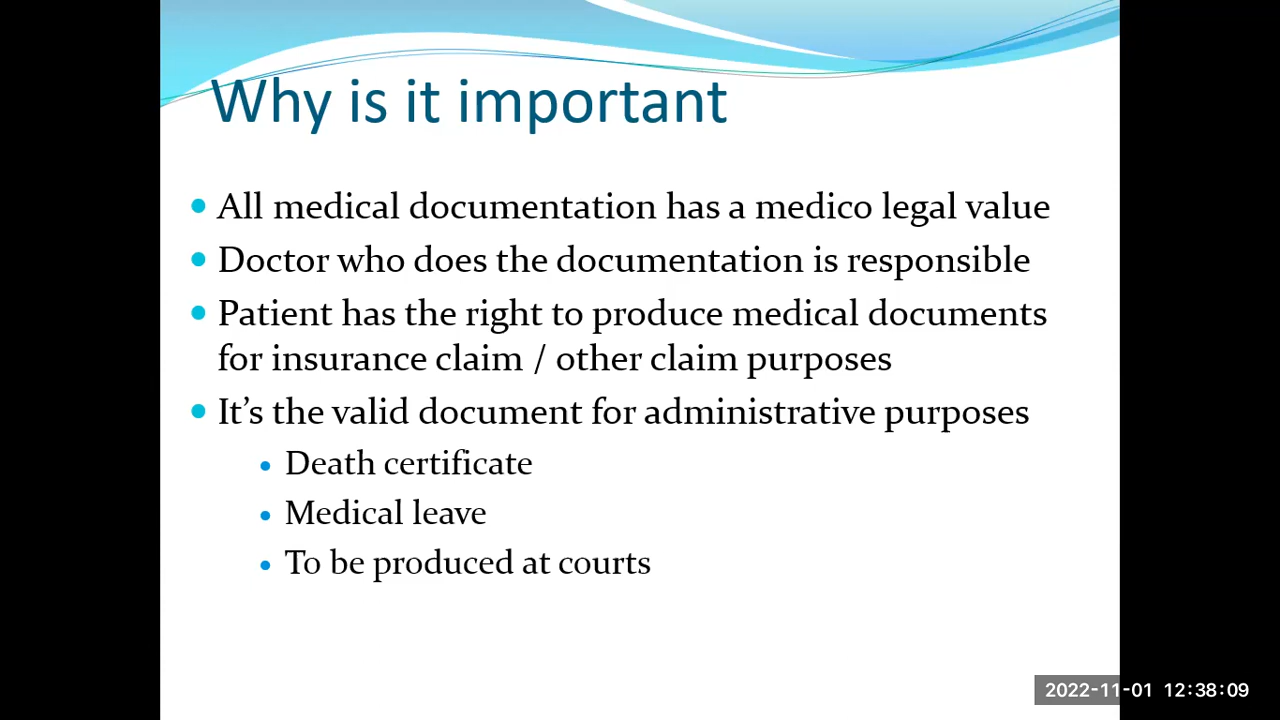 Why is it important
All medical documentation has a medico legal value
Doctor who does the documentation is responsible
Patient has the right to produce medical documents
for insurance claim / other claim purposes
It’s the valid document for administrative purposes
Death certificate
Medical leave
To be produced at courts
2022-11-01 12:38:09